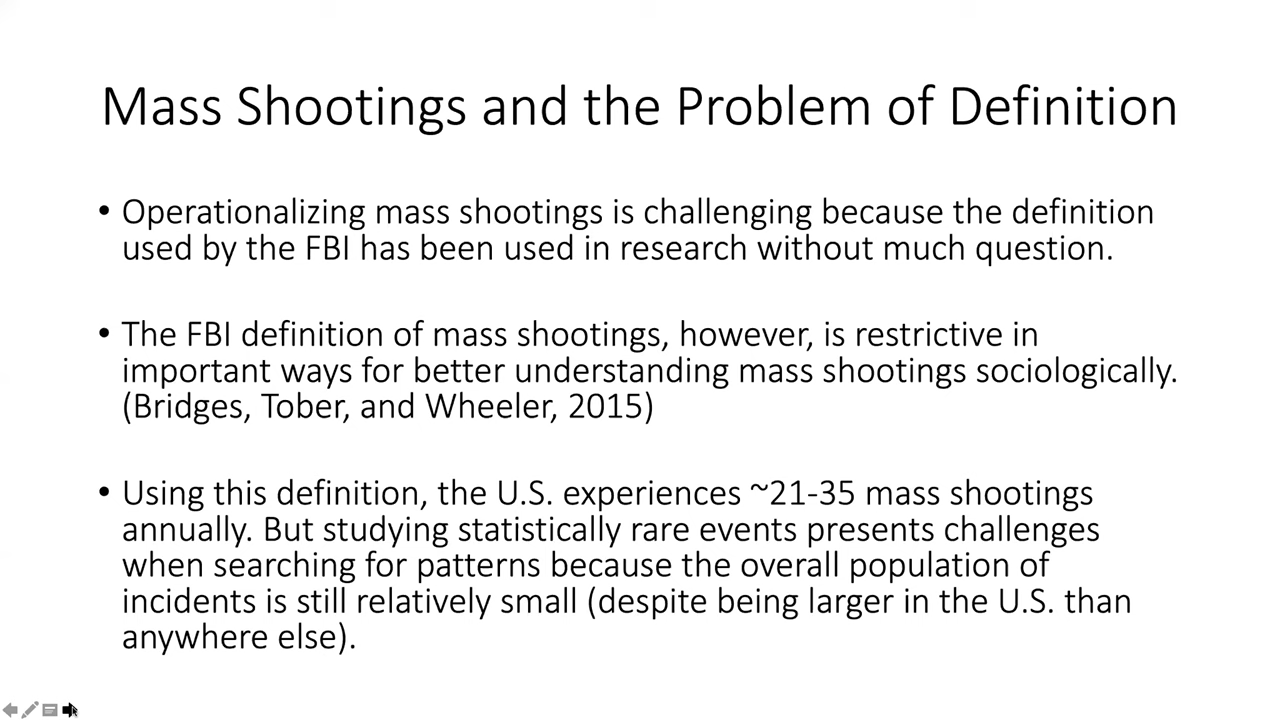 Mass Shootings and the Problem of Definition
• Operationalizing mass shootings is challenging because the definition
used by the FBI has been used in research without much question.
• The FBI definition of mass shootings, however, is restrictive in
important ways for better understanding mass shootings sociologically.
(Bridges, Tober, and Wheeler, 2015)
• Using this definition, the U.S. experiences ~21-35 mass shootings
annually. But studying statistically rare events presents challenges
when searching for patterns because the overall population of
incidents is still relatively small (despite being larger in the U.S. than
anywhere else).